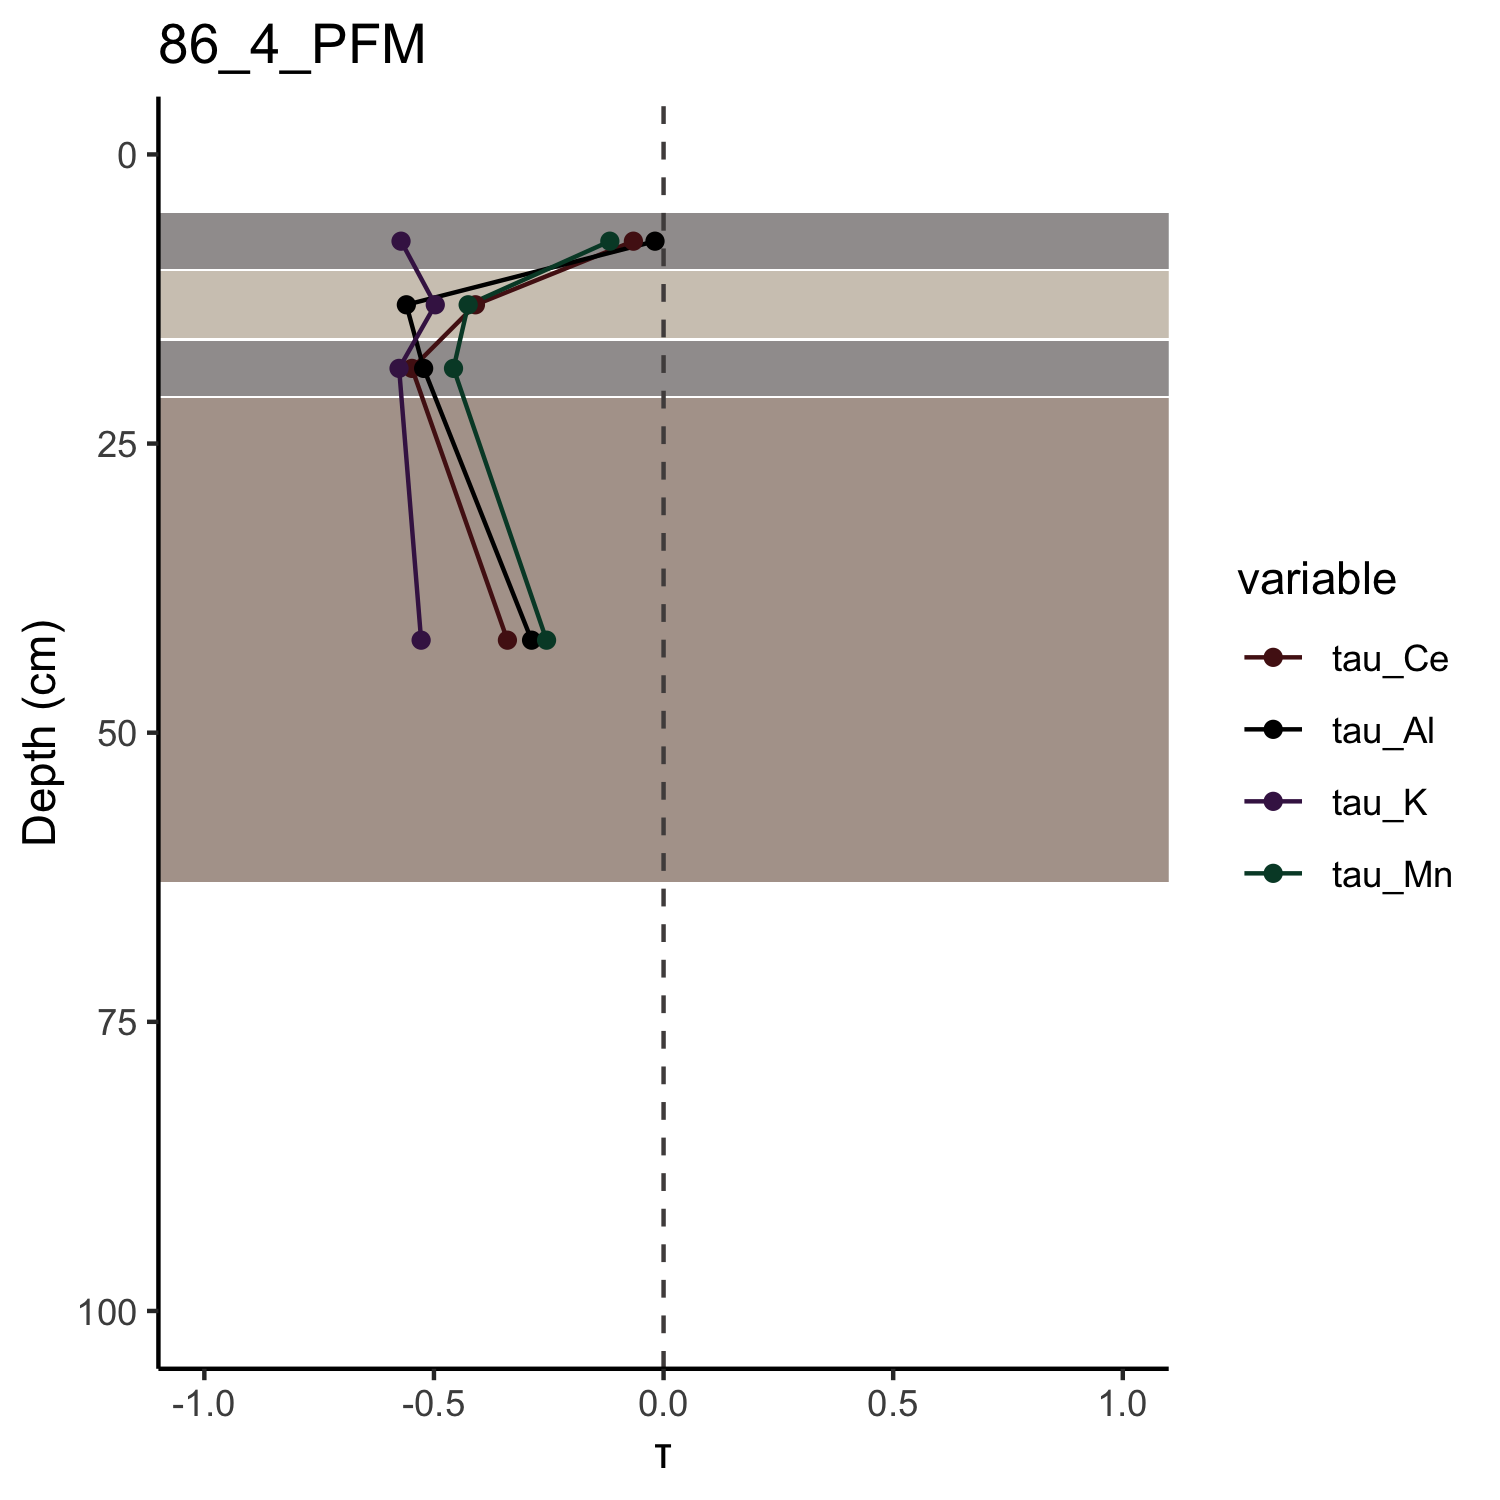 86_4_PFM
0
25
50
75
100
Depth (cm)
-1.0
-0.5
0.0
0.5
1.0
τ
variable
tau_Ce
tau_Al
tau_K
tau_Mn